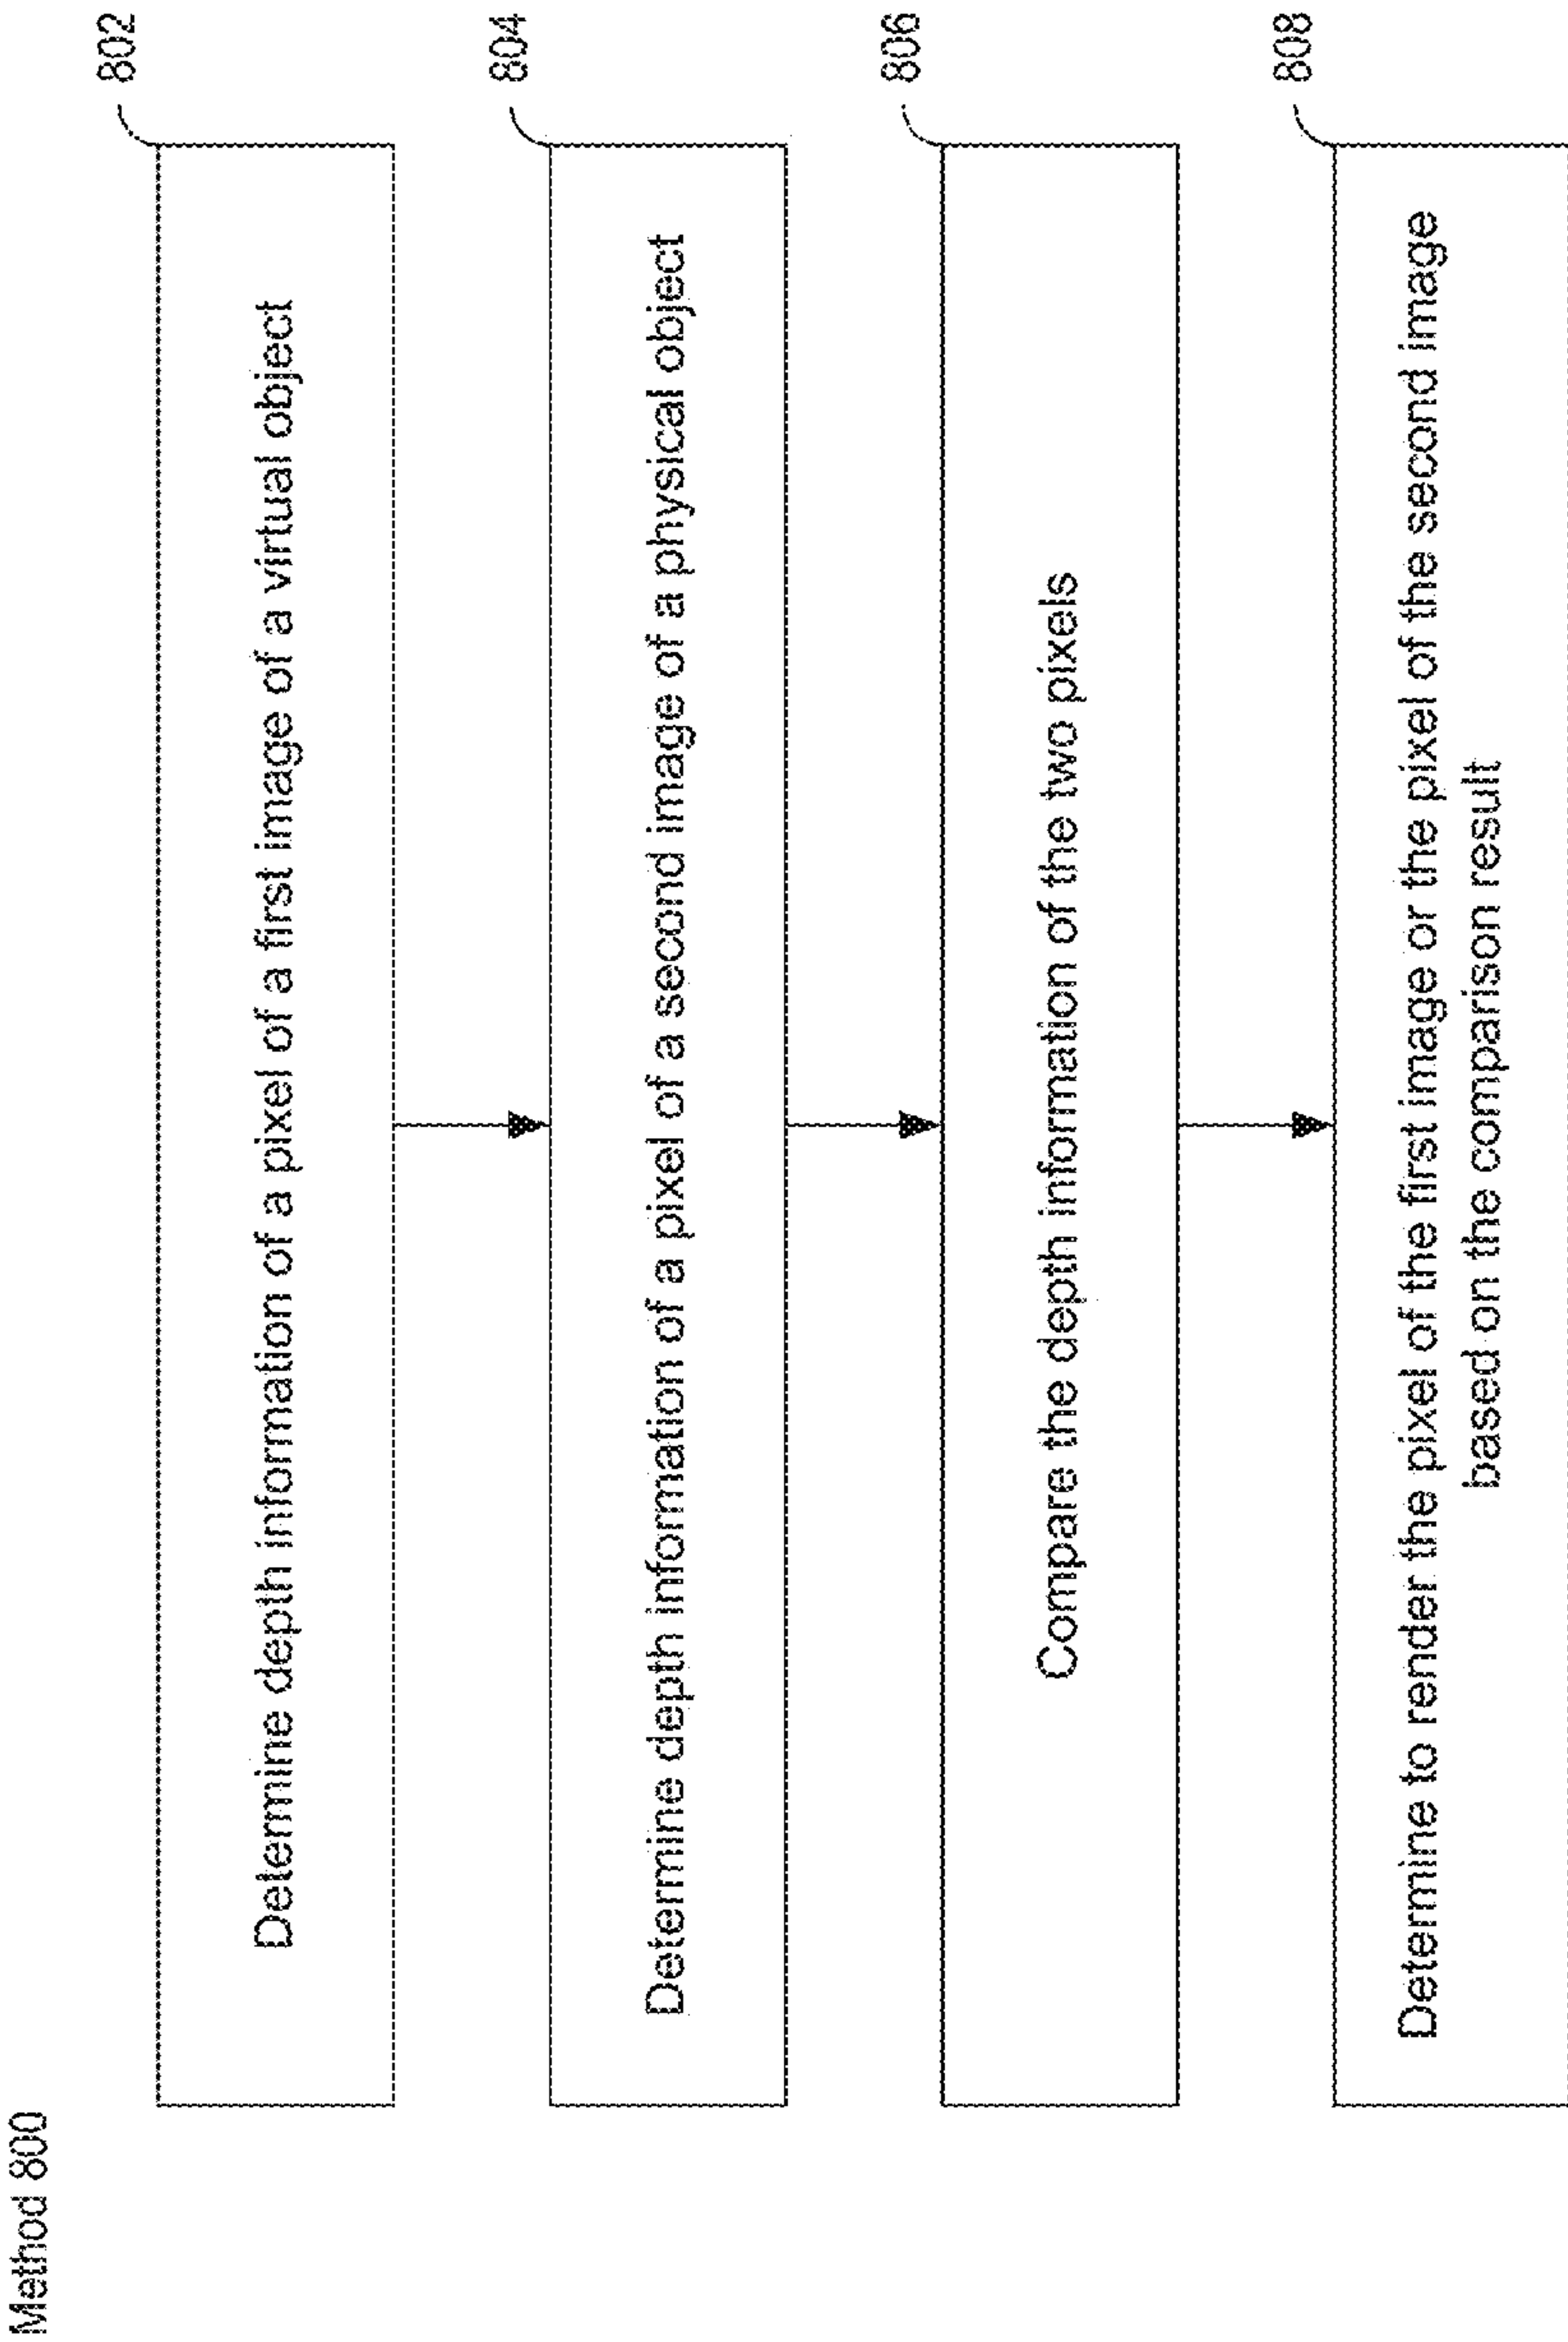 Method 800
802
Determine depth information of a pixel of a first image of a virtual object
804
Determine depth information of a pixel of a second image of a physical object
806
Compare the depth information of the two pixels
808
Determine to render the pixel of the first image or the pixel of the second image
based on the comparison result